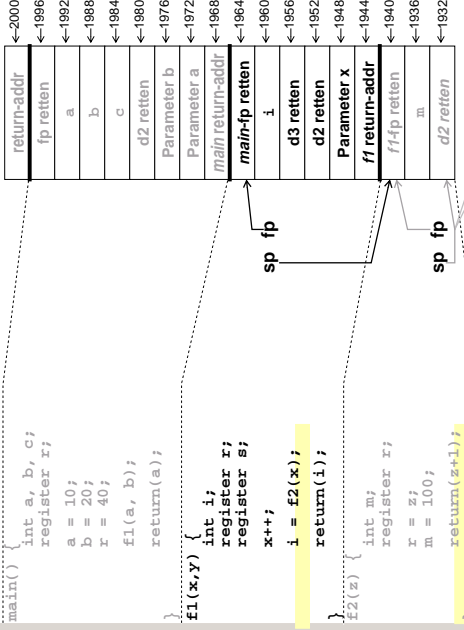 main() {
int a, b, c;
register r;
a = 10;
b = 20;
r = 40;
f1(a, b);
return(a);
}
f1(x,y) {
int i;
register r;
register s;
x++;
i = f2(x);
return(i);
}
f2(z) {
int m;
register r;
r = z;
m = 100;
return(z+1);
sp fp
sp fp
return-addr
fp retten
a
b
c
d2 retten
Parameter b
Parameter a
main return-addr
main-fp retten
i
d3 retten
d2 retten
Parameter x
f1 return-addr
f1-fp retten
m
d2 retten
←2000
←1996
←1992
←1988
←1984
←1980
←1976
←1972
←1968
←1964
←1960
←1956
←1952
←1948
←1944
←1940
←1936
←1932